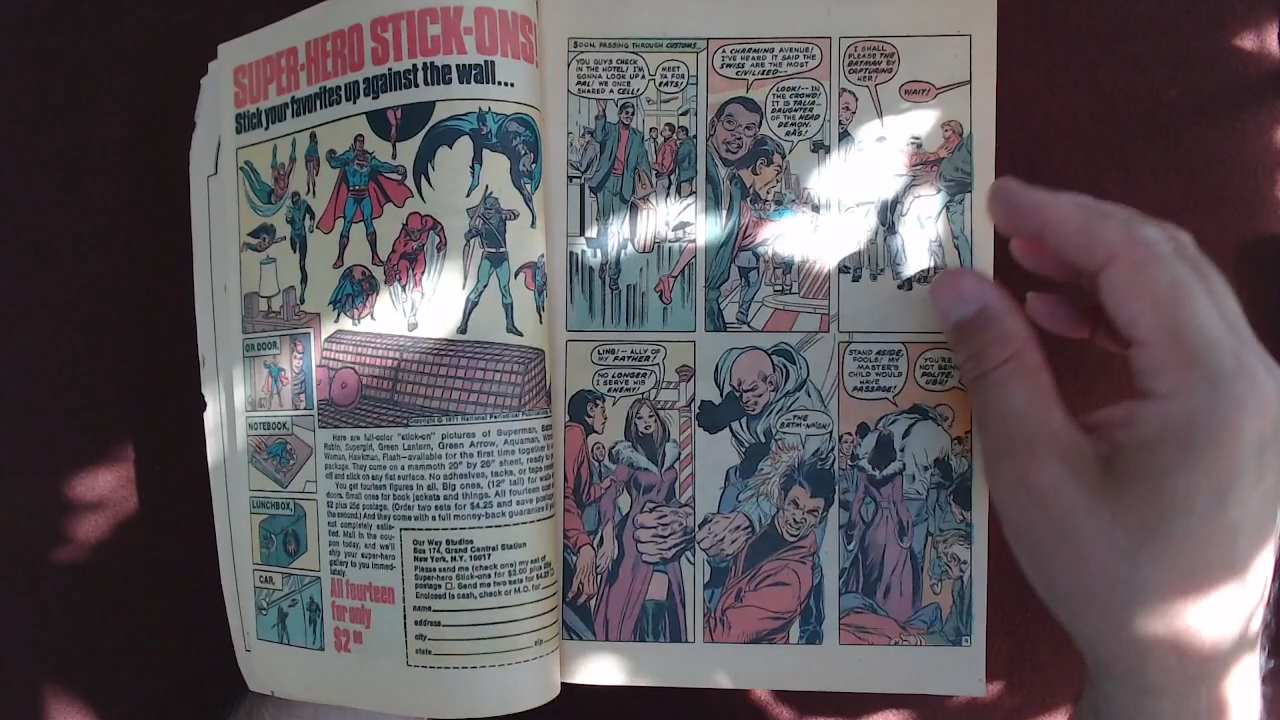 SUPER-HERO STICK-ONS!
Stick your favorites up against the wall...
OR DOOR,
NOTEBOOK,
LUNCHBOX,
CAR,
Copyright © 1971 National Periodical
Here are full-color "stick-on" pictures of Superman,
Robin, Supergirl, Green Lantern, Green Arrow, Aquaman,
Woman, Hawkman, Flash—available for the first time together
package. They come on a mammoth 20" by 26" sheet, ready
off and stick on any flat surface. No adhesives, tacks, or tape
You get fourteen figures in all. Big ones, (12" tall) for
doors. Small ones for book jackets and things. All fourteen
$2 plus 25¢ postage. (Order two sets for $4.25 and save
the second.) And they come with a full money-back guarantee if
not completely satis-
fied. Mail in the cou-
pon today, and we'll
ship your super-hero
gallery to you immed-
iately.
All fourteen
for only
$2.00
Our Way Studios
Box 174, Grand Central Station
New York, N.Y. 10017
Please send me (check one) my set of
Super-hero Stick-ons for $2.00 plus
postage □. Send me two sets for $4.25
Enclosed is cash, check or M.O. for
name
address
city
state
zip
SOON, PASSING THROUGH CUSTOMS...
YOU GUYS CHECK
IN THE HOTEL! I'M
GONNA LOOK UP A
PAL! WE ONCE
SHARED A CELL!
MEET
YA FOR
EATS!
A CHARMING AVENUE!
I'VE HEARD IT SAID THE
SWISS ARE THE MOST
CIVILIZED--
LOOK!-- IN
THE CROWD!
IT IS TALIA...
DAUGHTER
OF THE HEAD
DEMON,
RĀ'S!
I SHALL
PLEASE THE
BATMAN BY
CAPTURING
HER!
WAIT!
LING!-- ALLY OF
MY FATHER!
NO LONGER!
I SERVE HIS
ENEMY!
--THE
BATM-NNGH!
STAND ASIDE,
FOOLS! MY
MASTER'S
CHILD WOULD
HAVE
PASSAGE!
YOU'RE
NOT BEING
POLITE,
UBU!